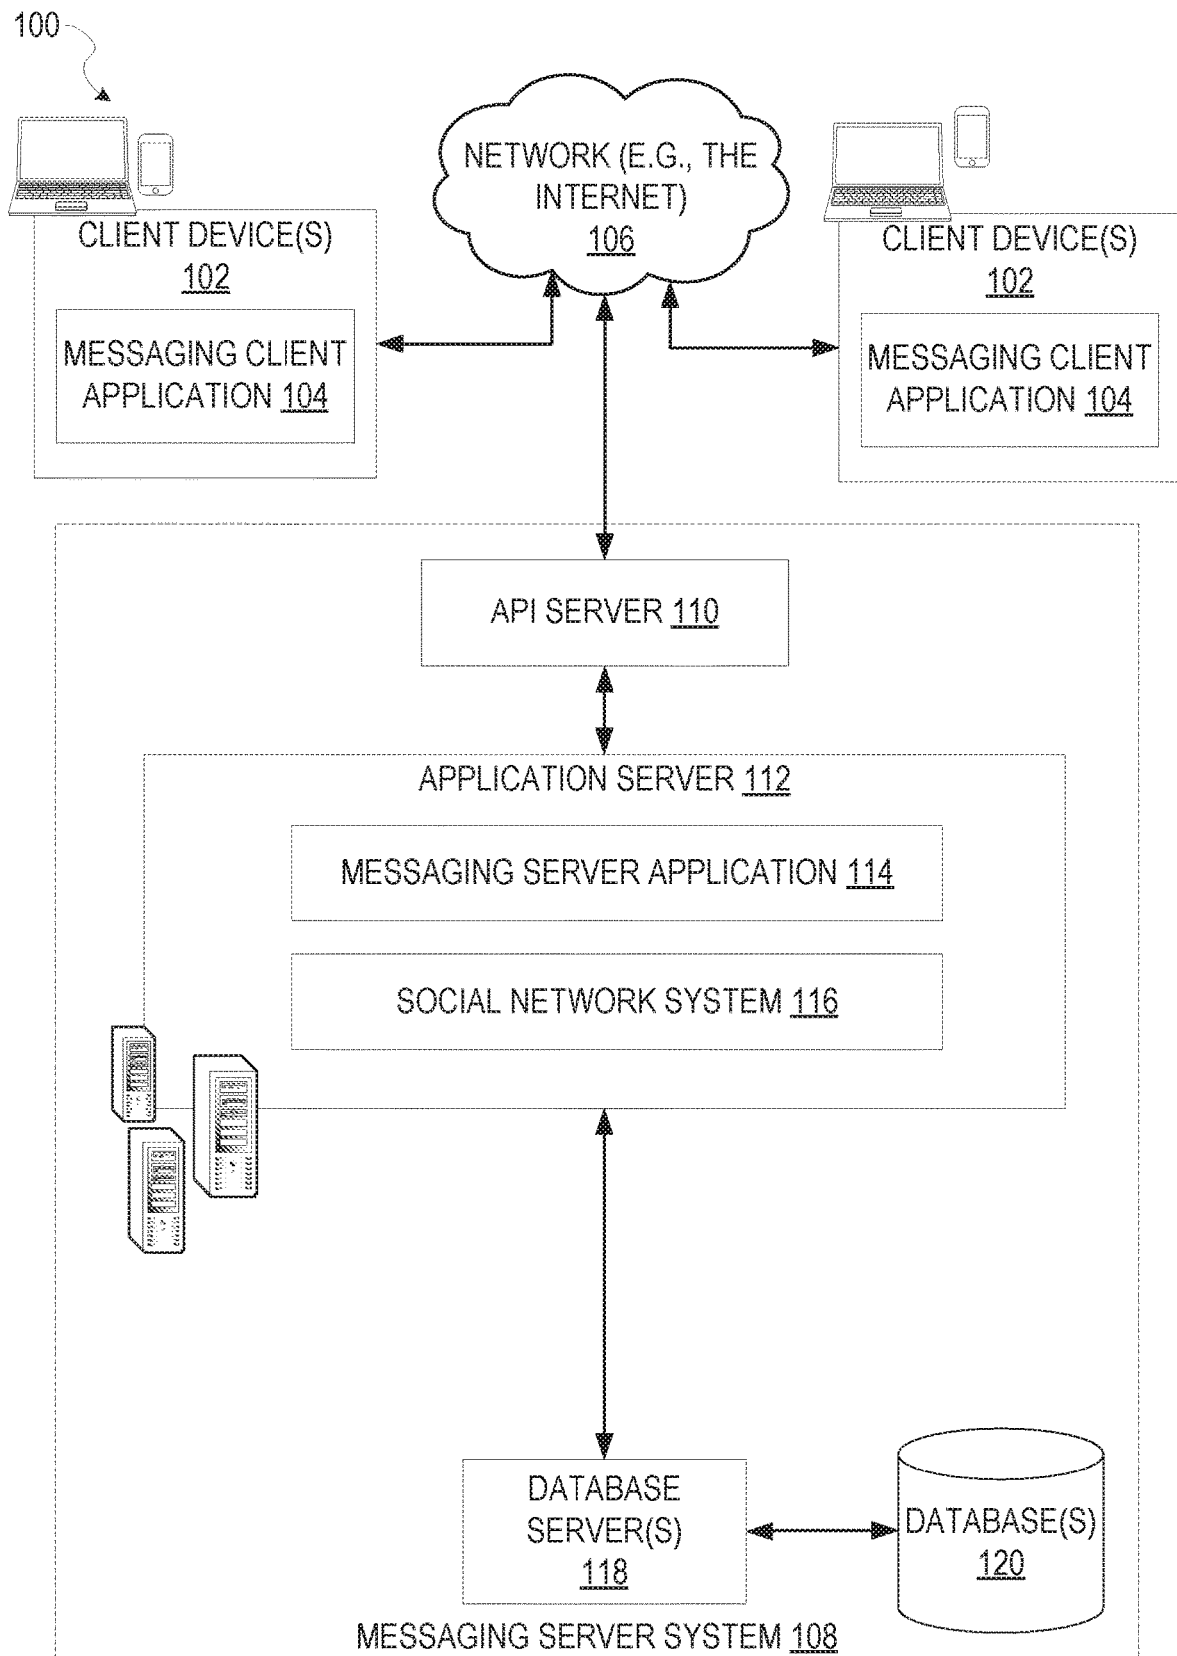 100
NETWORK (E.G., THE
INTERNET)
106
CLIENT DEVICE(S)
102
MESSAGING CLIENT
APPLICATION 104
CLIENT DEVICE(S)
102
MESSAGING CLIENT
APPLICATION 104
API SERVER 110
APPLICATION SERVER 112
MESSAGING SERVER APPLICATION 114
SOCIAL NETWORK SYSTEM 116
DATABASE
SERVER(S)
118
DATABASE(S)
120
MESSAGING SERVER SYSTEM 108